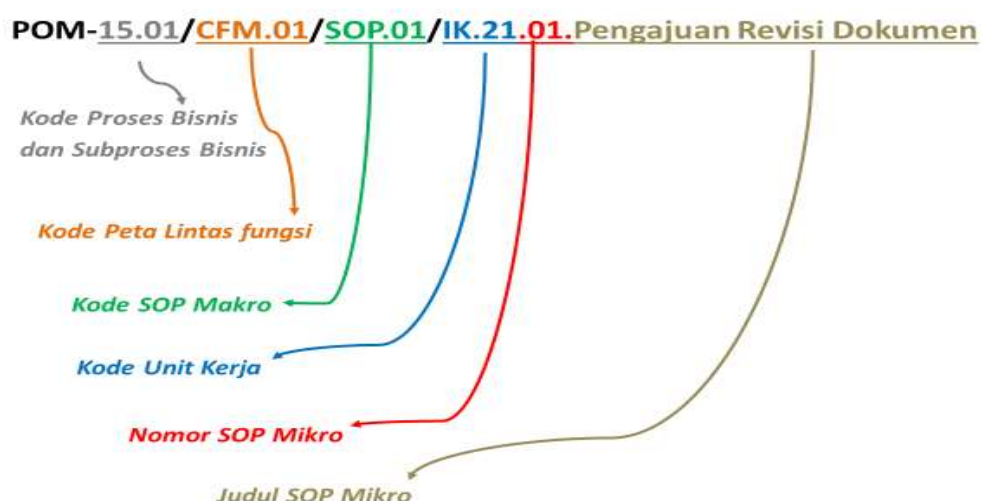 POM-15.01/CFM.01/SOP.01/IK.21.01.Pengajuan Revisi Dokumen
Kode Proses Bisnis
dan Subproses Bisnis
Kode Peta Lintas fungsi
Kode SOP Makro
Kode Unit Kerja
Nomor SOP Mikro
Judul SOP Mikro